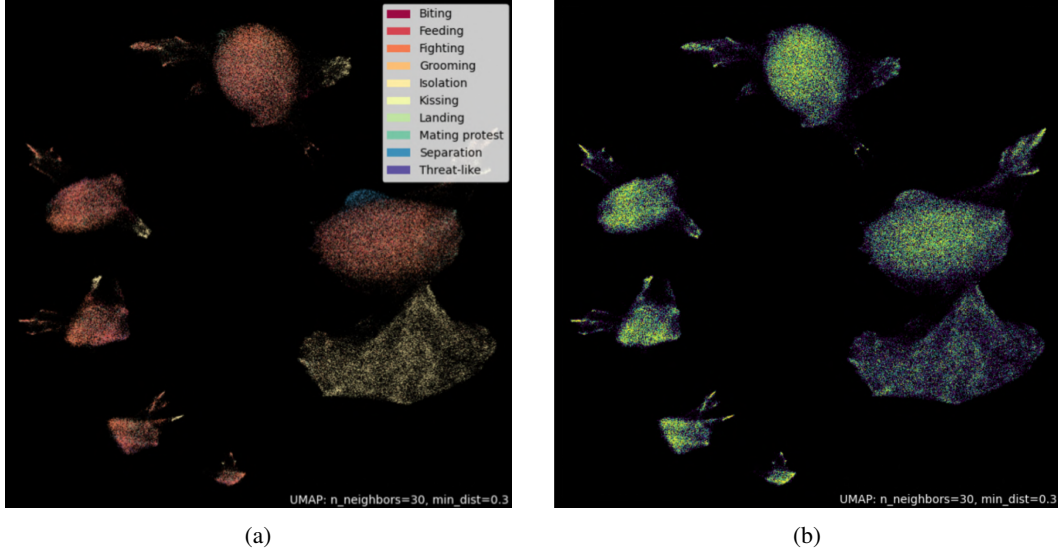 Biting
Feeding
Fighting
Grooming
Isolation
Kissing
Landing
Mating protest
Separation
Threat-like
UMAP: n_neighbors=30, min_dist=0.3
UMAP: n_neighbors=30, min_dist=0.3
(a)
(b)